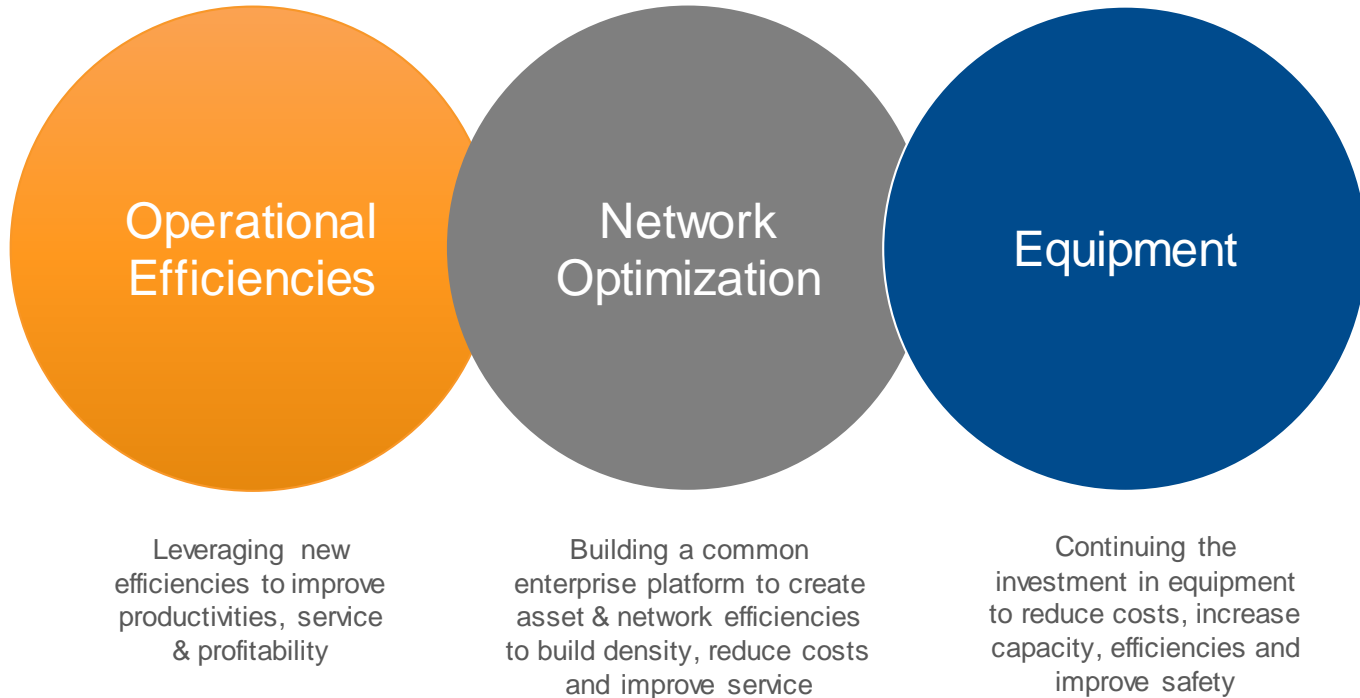 Operational
Efficiencies
Network
Optimization
Equipment
Leveraging new
efficiencies to improve
productivities, service
& profitability
Building a common
enterprise platform to create
asset & network efficiencies
to build density, reduce costs
and improve service
Continuing the
investment in equipment
to reduce costs, increase
capacity, efficiencies and
improve safety